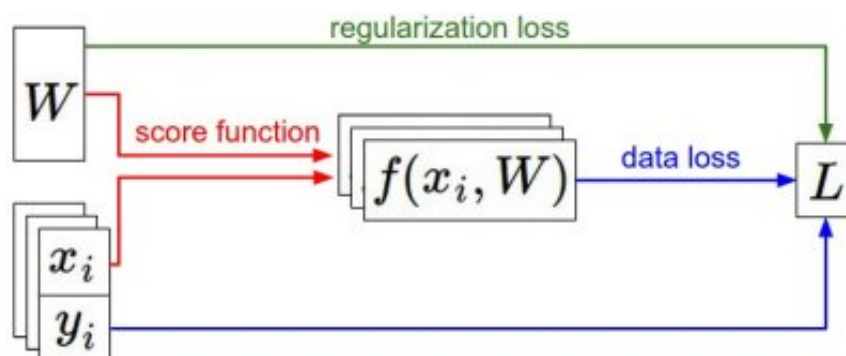 regularization loss
W
score function
f(x_i, W)
data loss
L
x_i
y_i